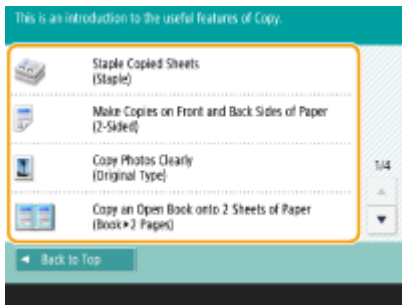 This is an introduction to the useful features of Copy.
Staple Copied Sheets
(Staple)
Make Copies on Front and Back Sides of Paper
(2-Sided)
Copy Photos Clearly
(Original Type)
1/4
Copy an Open Book onto 2 Sheets of Paper
(Book▸2 Pages)
◄ Back to Top